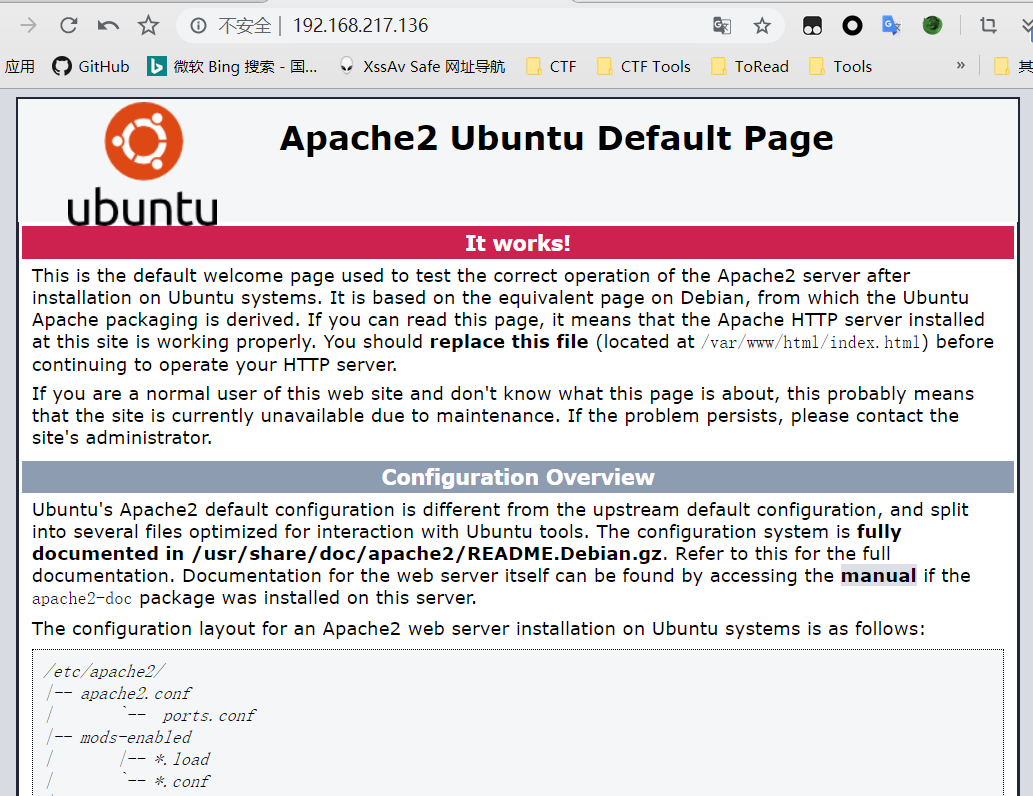 不安全 | 192.168.217.136
应用 GitHub 微软 Bing 搜索 - 国... XssAv Safe 网址导航 CTF CTF Tools ToRead Tools » 其
ubuntu
Apache2 Ubuntu Default Page
It works!
This is the default welcome page used to test the correct operation of the Apache2 server after
installation on Ubuntu systems. It is based on the equivalent page on Debian, from which the Ubuntu
Apache packaging is derived. If you can read this page, it means that the Apache HTTP server installed
at this site is working properly. You should replace this file (located at /var/www/html/index.html) before
continuing to operate your HTTP server.
If you are a normal user of this web site and don't know what this page is about, this probably means
that the site is currently unavailable due to maintenance. If the problem persists, please contact the
site's administrator.
Configuration Overview
Ubuntu's Apache2 default configuration is different from the upstream default configuration, and split
into several files optimized for interaction with Ubuntu tools. The configuration system is fully
documented in /usr/share/doc/apache2/README.Debian.gz. Refer to this for the full
documentation. Documentation for the web server itself can be found by accessing the manual if the
apache2-doc package was installed on this server.
The configuration layout for an Apache2 web server installation on Ubuntu systems is as follows:
/etc/apache2/
|-- apache2.conf
|       `--  ports.conf
|-- mods-enabled
|       |-- *.load
|       `-- *.conf